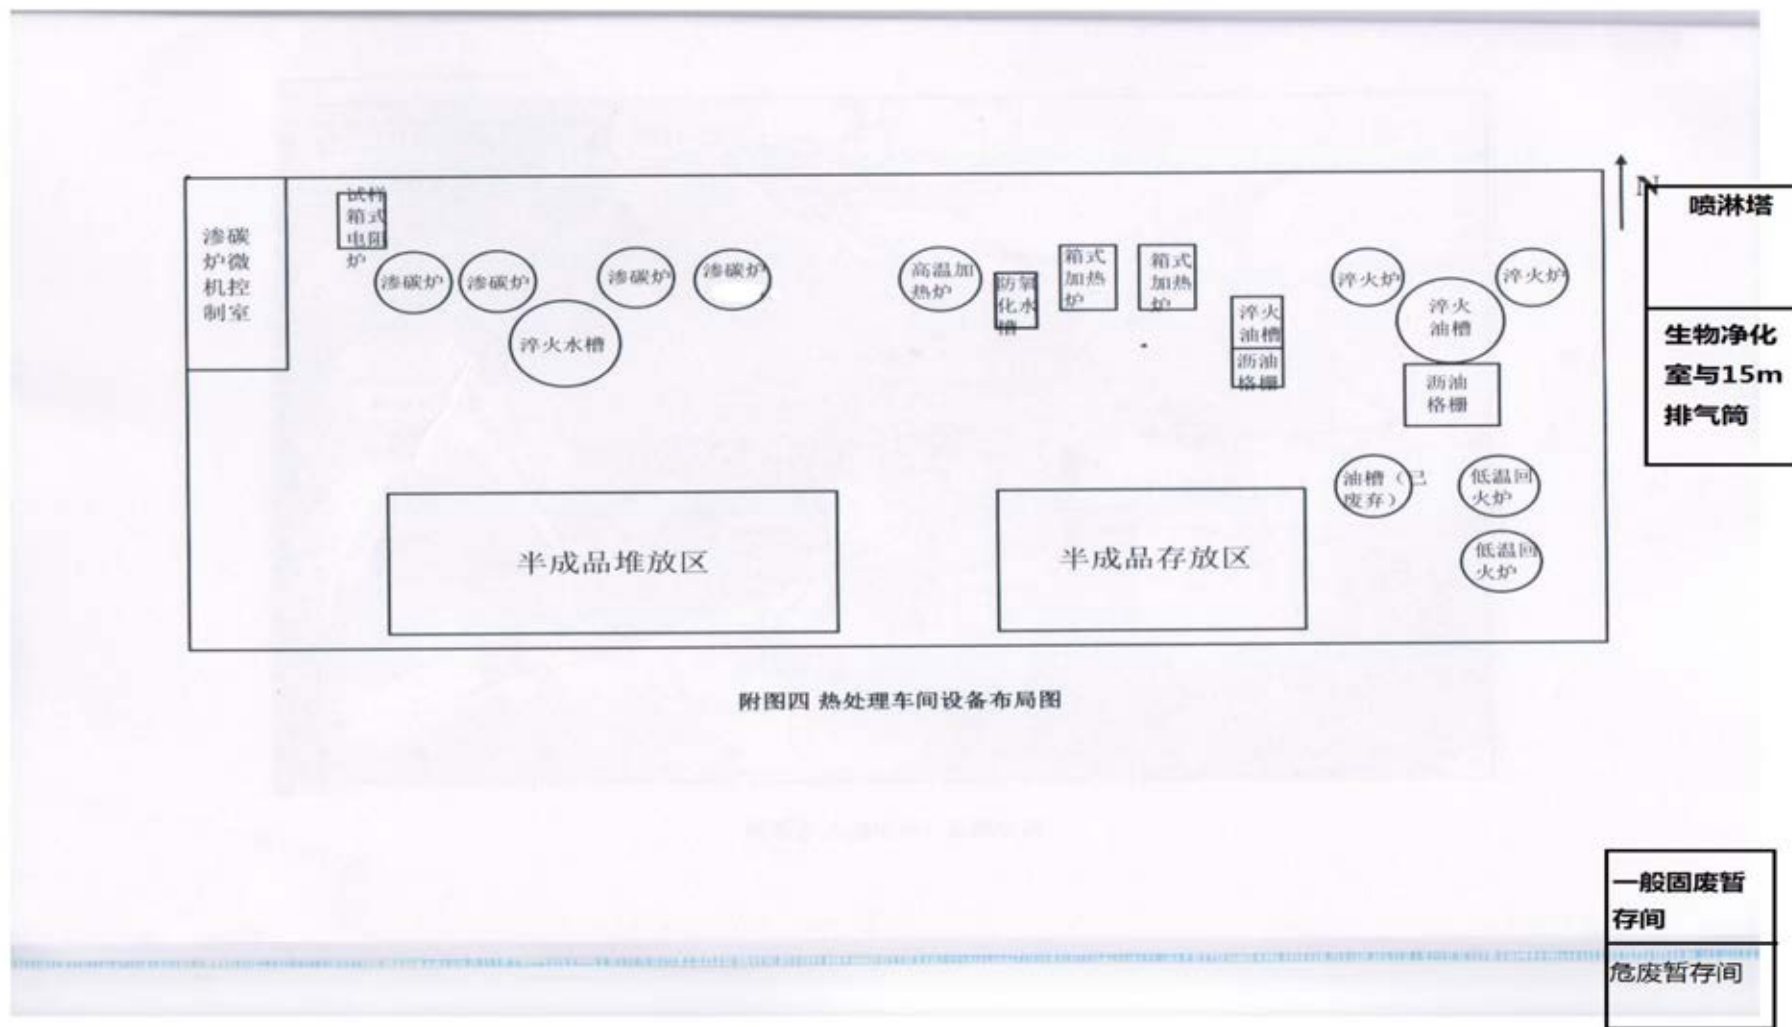 N
喷淋塔
生物净化
室与15m
排气筒
渗碳
炉微
机控
制室
试样
箱式
电阻
炉
渗碳炉
渗碳炉
渗碳炉
渗碳炉
淬火水槽
高温加
热炉
防氧
化水
槽
箱式
加热
炉
箱式
加热
炉
淬火
油槽
沥油
格栅
淬火炉
淬火
油槽
淬火炉
沥油
格栅
油槽（已
废弃）
低温回
火炉
低温回
火炉
半成品堆放区
半成品存放区
附图四 热处理车间设备布局图
一般固废暂
存间
危废暂存间